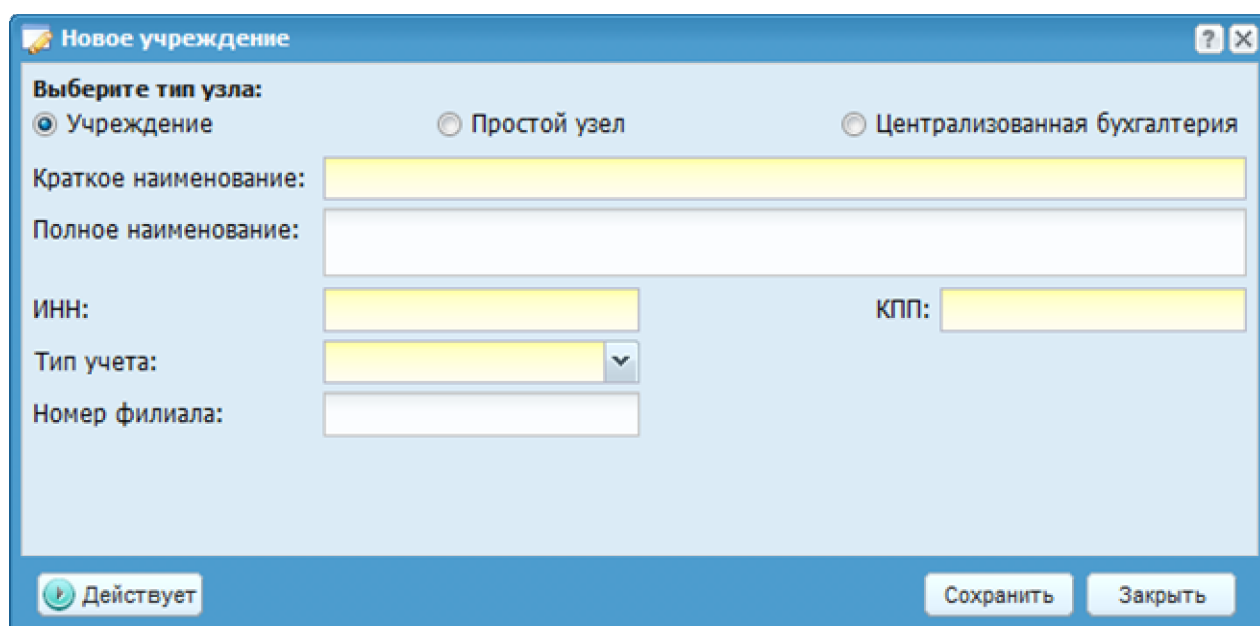 Новое учреждение
Выберите тип узла:
Учреждение Простой узел Централизованная бухгалтерия
Краткое наименование:
Полное наименование:
ИНН: КПП:
Тип учета:
Номер филиала:
Действует Сохранить Закрыть